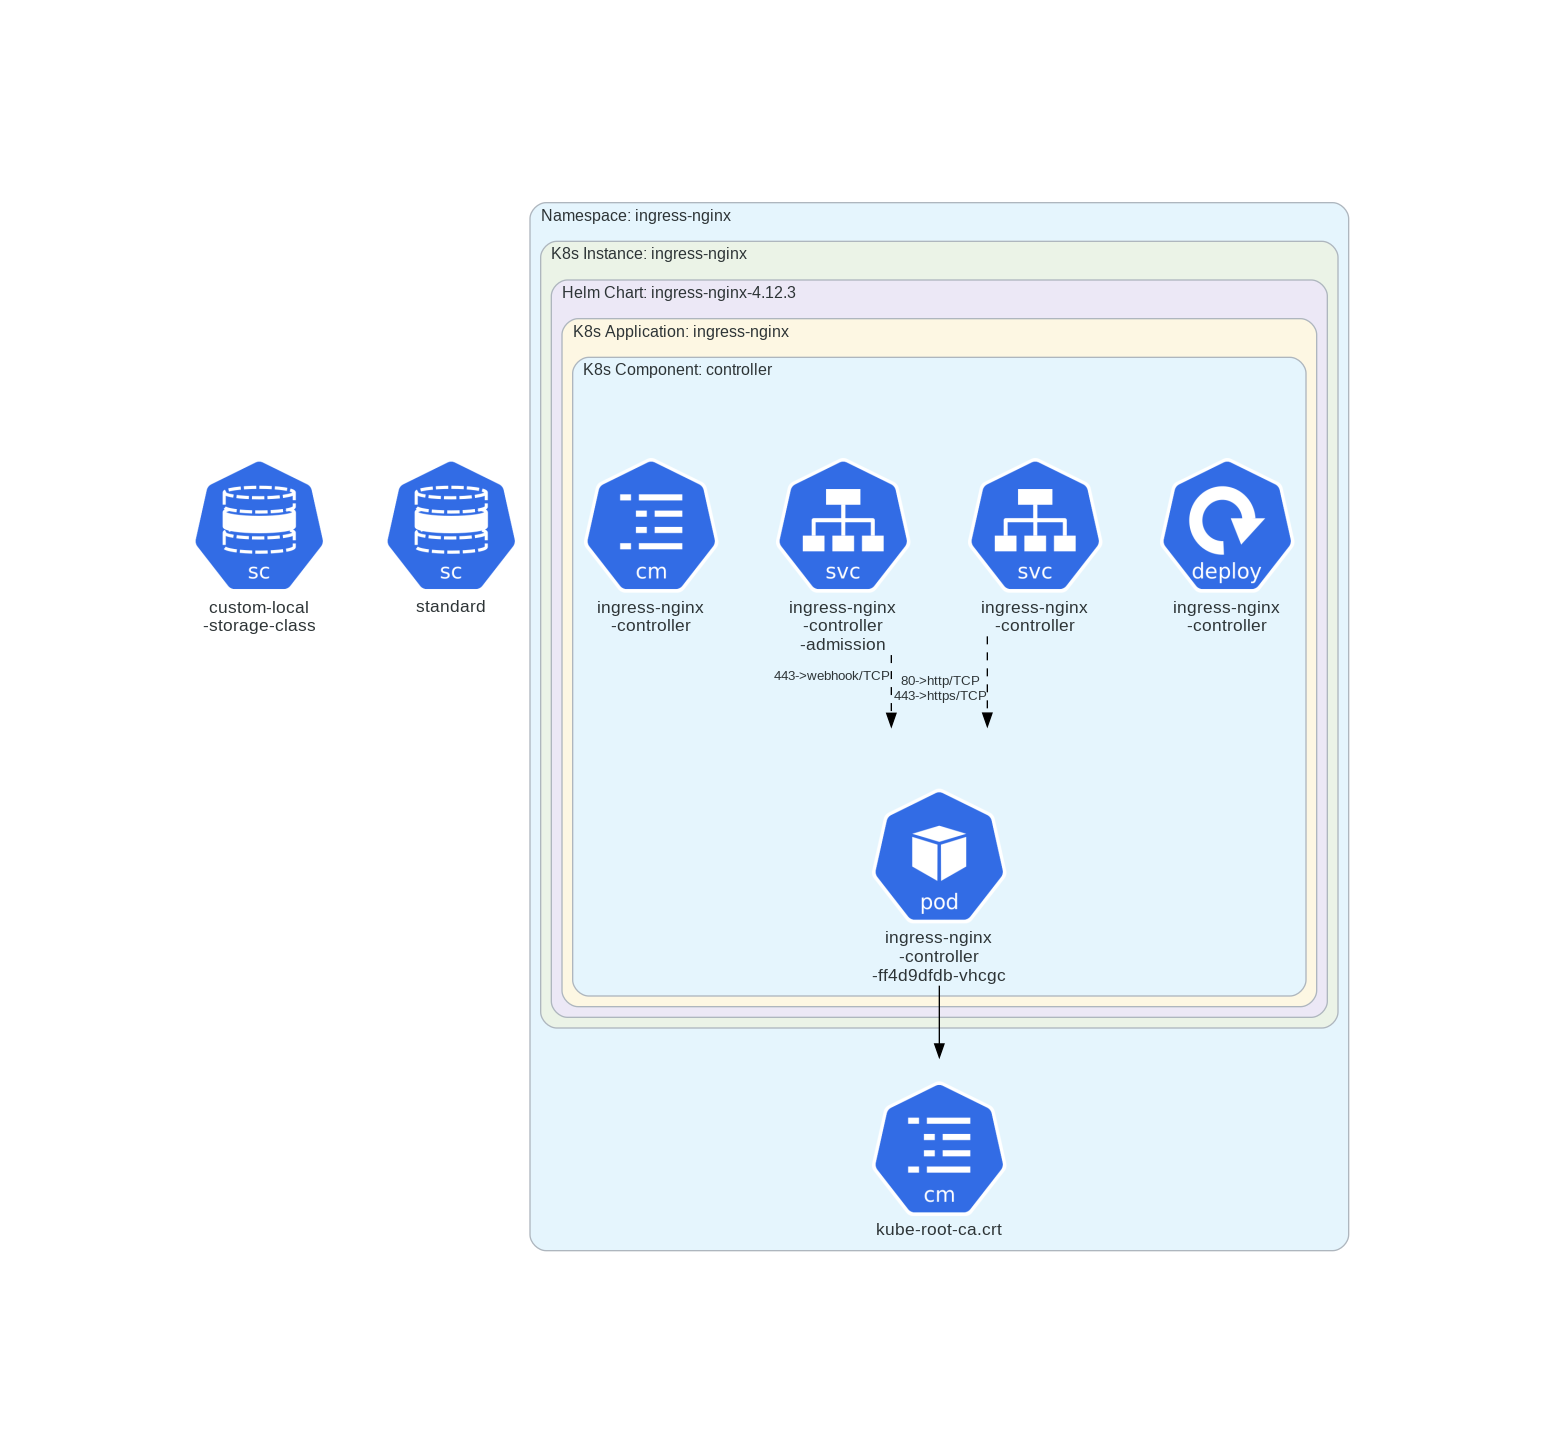 Namespace: ingress-nginx
K8s Instance: ingress-nginx
Helm Chart: ingress-nginx-4.12.3
K8s Application: ingress-nginx
K8s Component: controller
sc
custom-local
-storage-class
sc
standard
cm
ingress-nginx
-controller
svc
ingress-nginx
-controller
-admission
svc
ingress-nginx
-controller
deploy
ingress-nginx
-controller
443->webhook/TCP
80->http/TCP
443->https/TCP
pod
ingress-nginx
-controller
-ff4d9dfdb-vhcgc
cm
kube-root-ca.crt